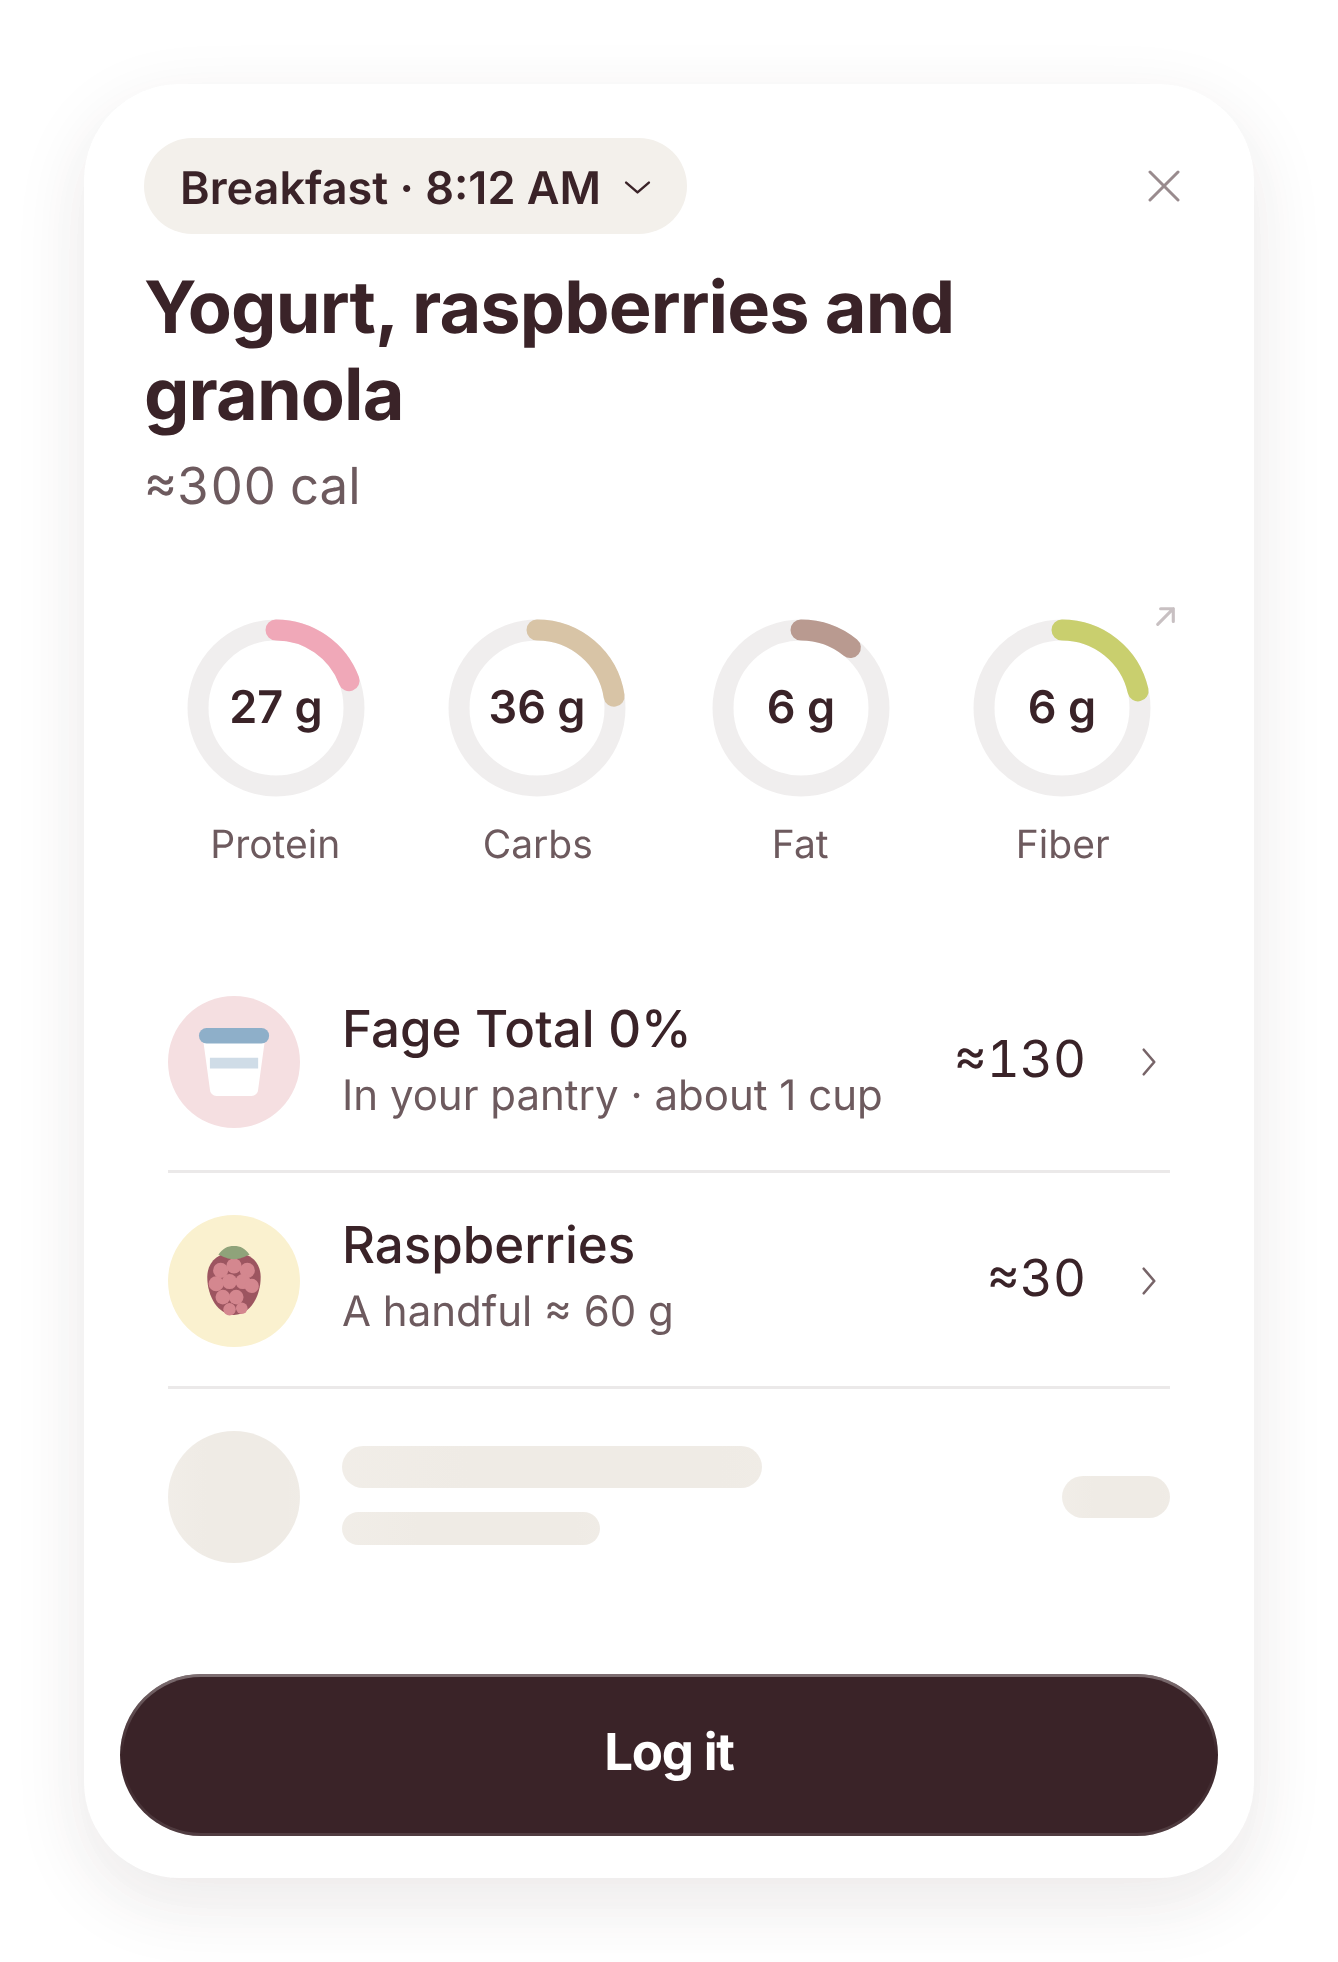 Breakfast · 8:12 AM
Yogurt, raspberries and
granola
≈300 cal
27 g
36 g
6 g
6 g
Protein
Carbs
Fat
Fiber
Fage Total 0%
In your pantry · about 1 cup
≈130
Raspberries
A handful ≈ 60 g
≈30
Log it